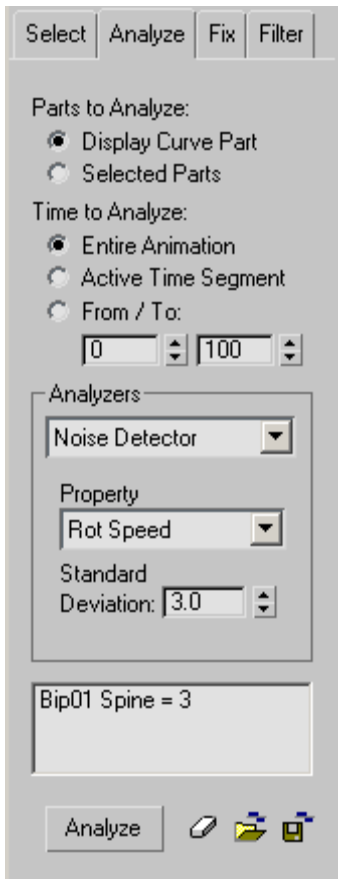 Select Analyze Fix Filter
Parts to Analyze:
Display Curve Part
Selected Parts
Time to Analyze:
Entire Animation
Active Time Segment
From / To:
0 100
Analyzers
Noise Detector
Property
Rot Speed
Standard
Deviation: 3.0
Bip01 Spine = 3
Analyze